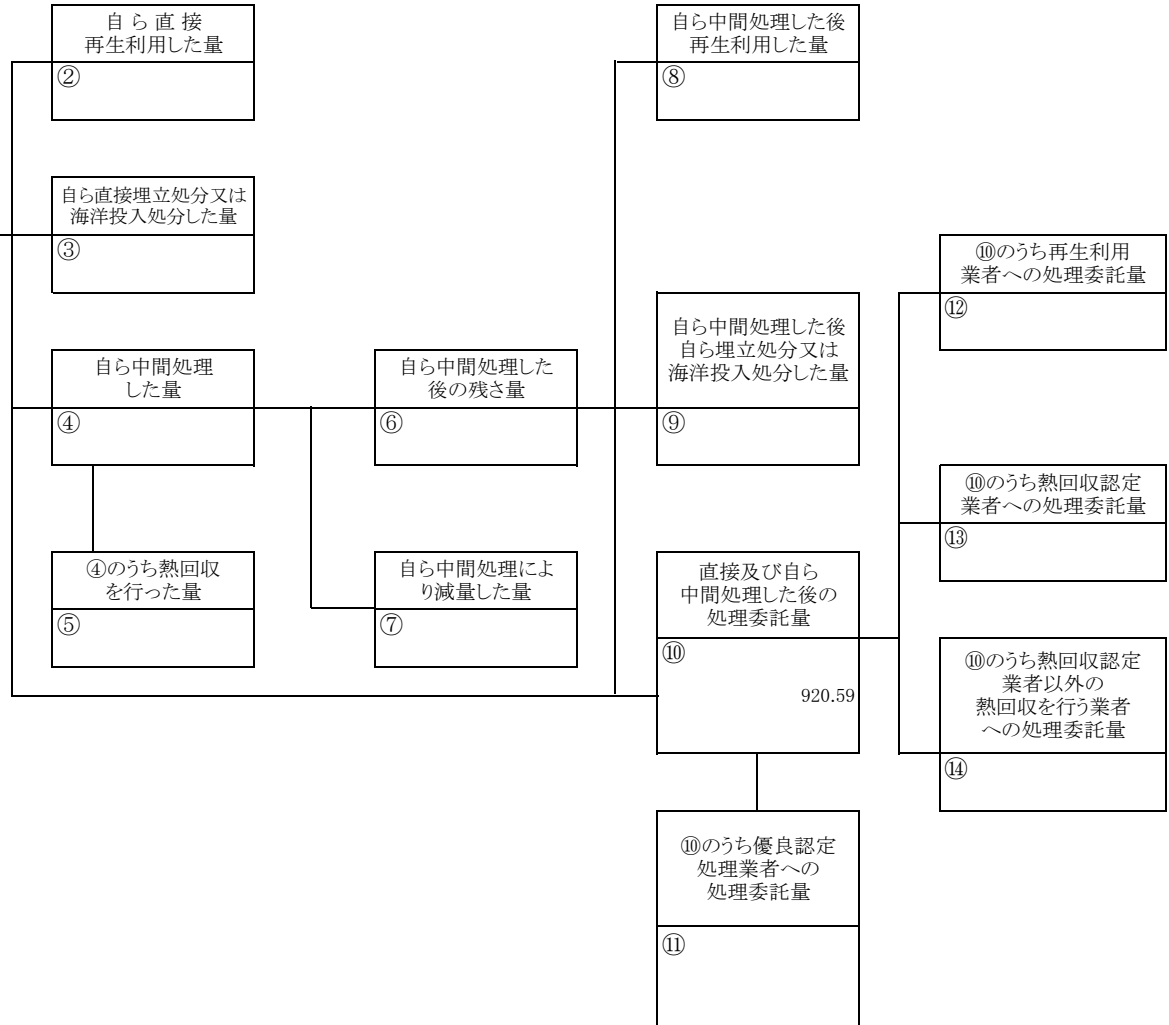 自 ら 直 接
再生利用した量
②
自ら直接埋立処分又は
海洋投入処分した量
③
自ら中間処理
した量
④
④のうち熱回収
を行った量
⑤
自ら中間処理した
後の残さ量
⑥
自ら中間処理によ
り減量した量
⑦
自ら中間処理した後
再生利用した量
⑧
自ら中間処理した後
自ら埋立処分又は
海洋投入処分した量
⑨
直接及び自ら
中間処理した後の
処理委託量
⑩
920.59
⑩のうち優良認定
処理業者への
処理委託量
⑪
⑩のうち再生利用
業者への処理委託量
⑫
⑩のうち熱回収認定
業者への処理委託量
⑬
⑩のうち熱回収認定
業者以外の
熱回収を行う業者
への処理委託量
⑭